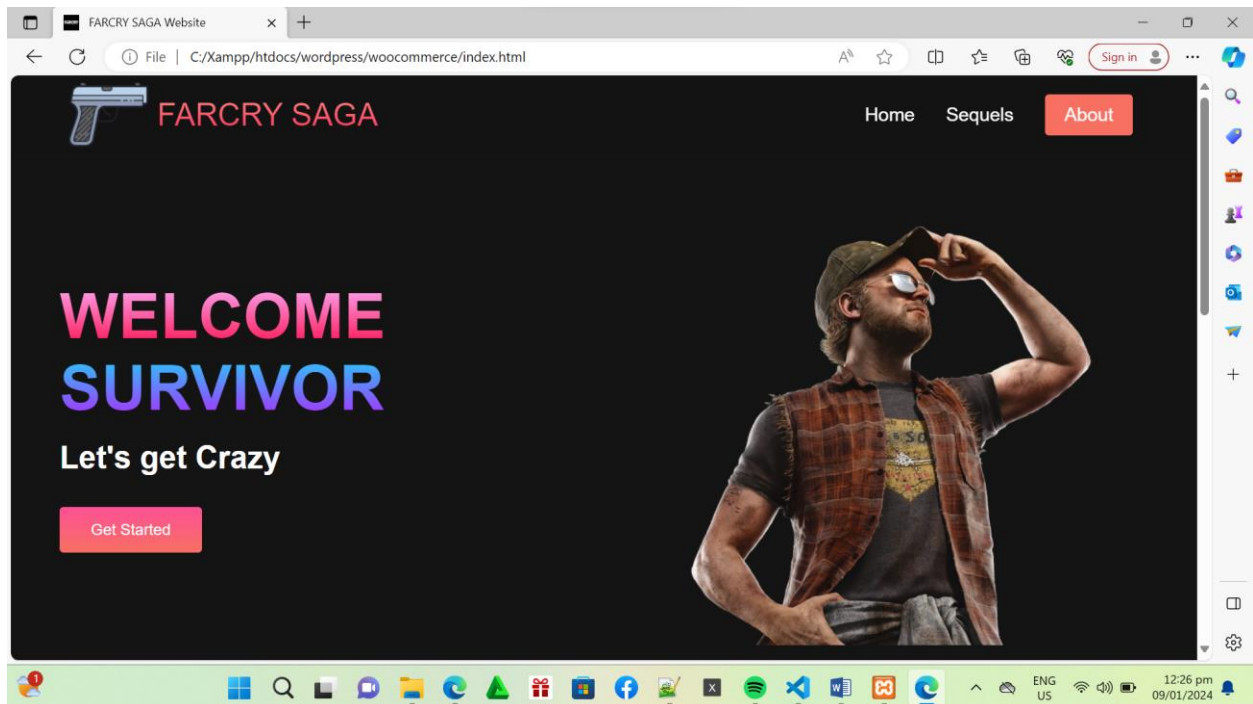 FARCRY SAGA Website
File | C:/Xampp/htdocs/wordpress/woocommerce/index.html
Sign in
FARCRY SAGA
Home Sequels About
WELCOME
SURVIVOR
Let's get Crazy
Get Started
ENG
US
12:26 pm
09/01/2024